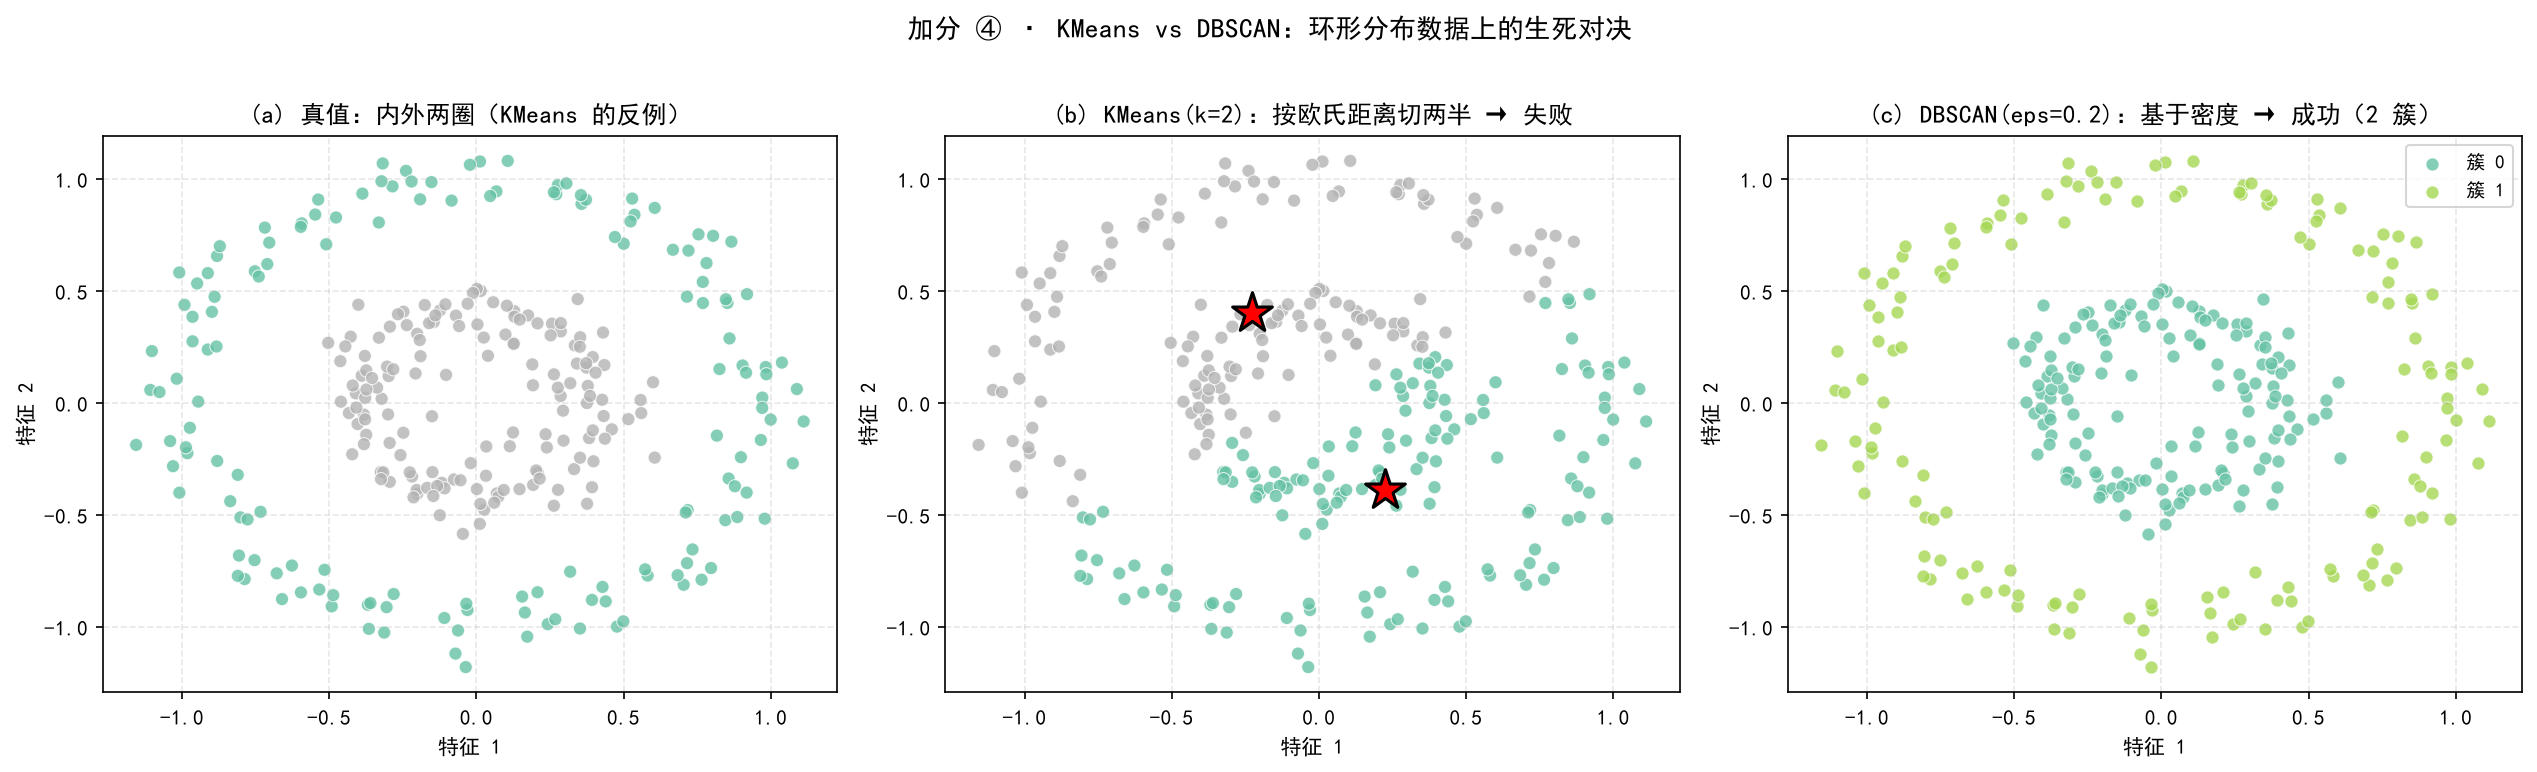 加分 ④ · KMeans vs DBSCAN：环形分布数据上的生死对决
(a) 真值：内外两圈（KMeans 的反例）
1.0
0.5
0.0
−0.5
−1.0
特征 2
−1.0 −0.5 0.0 0.5 1.0
特征 1
(b) KMeans(k=2)：按欧氏距离切两半 → 失败
1.0
0.5
0.0
−0.5
−1.0
特征 2
−1.0 −0.5 0.0 0.5 1.0
特征 1
(c) DBSCAN(eps=0.2)：基于密度 → 成功（2 簇）
簇 0
簇 1
1.0
0.5
0.0
−0.5
−1.0
特征 2
−1.0 −0.5 0.0 0.5 1.0
特征 1